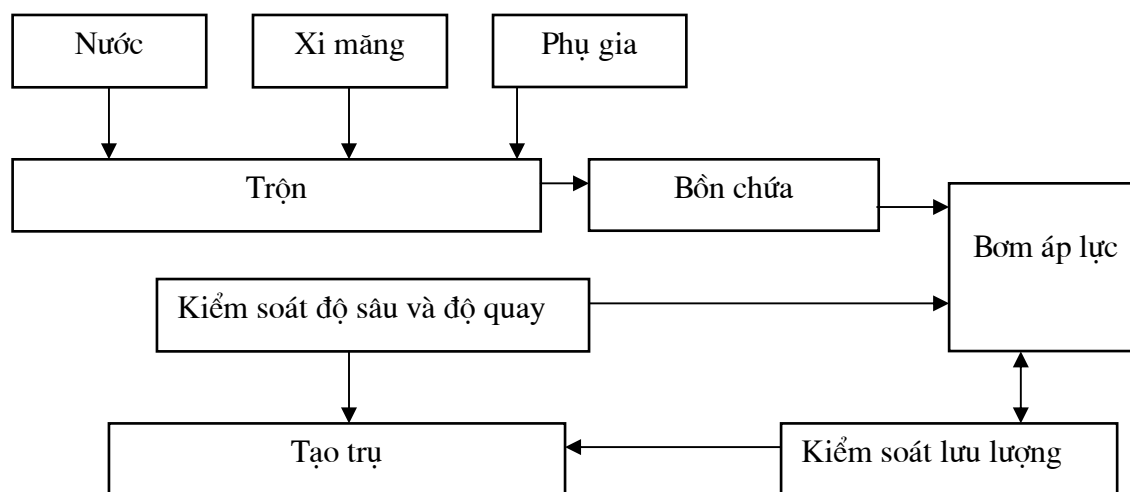 Nước
Xi măng
Phụ gia
Trộn
Bồn chứa
Bơm áp lực
Kiểm soát độ sâu và độ quay
Tạo trụ
Kiểm soát lưu lượng